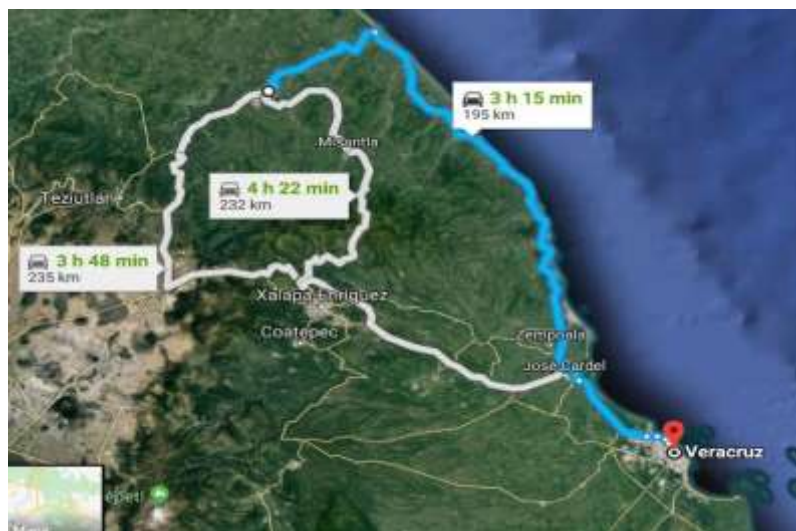 3 h 15 min
195 km
Misantla
4 h 22 min
232 km
Teziutlán
3 h 48 min
235 km
Xalapa-Enríquez
Coatepec
Zempoala
José Cardel
Veracruz